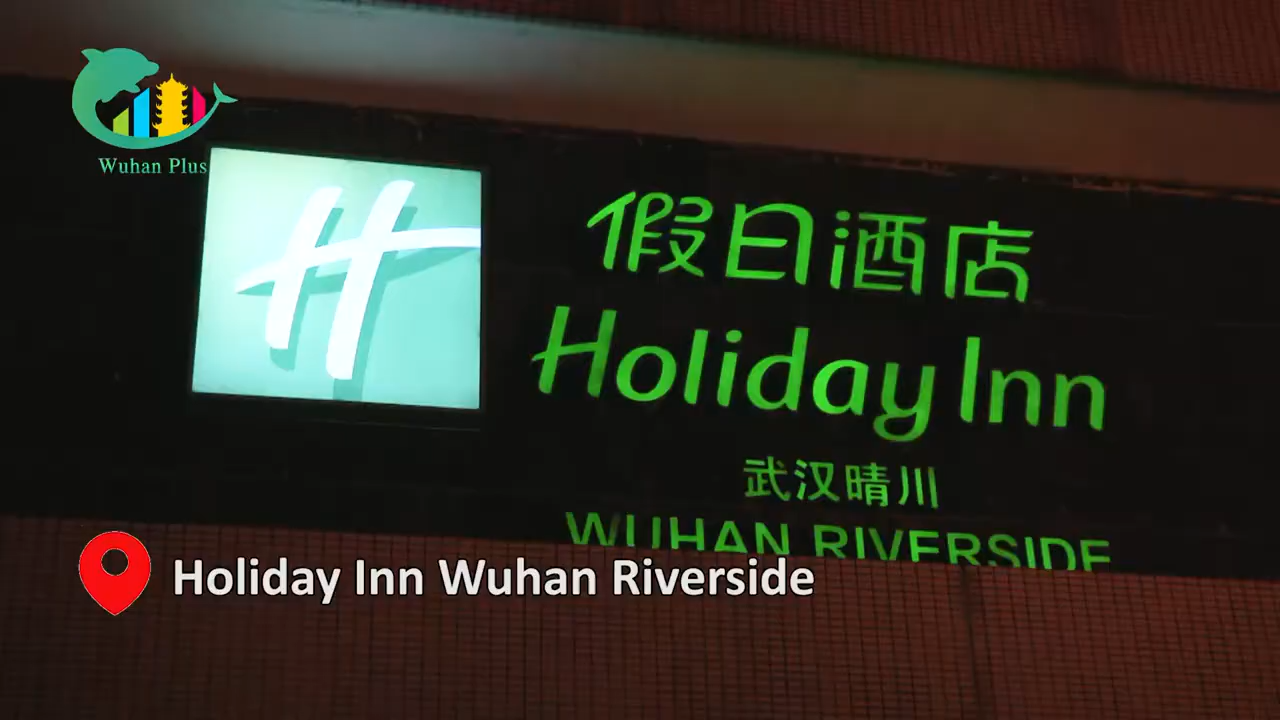 Wuhan Plus
假日酒店
Holiday Inn
武汉晴川
WUHAN RIVERSIDE
Holiday Inn Wuhan Riverside